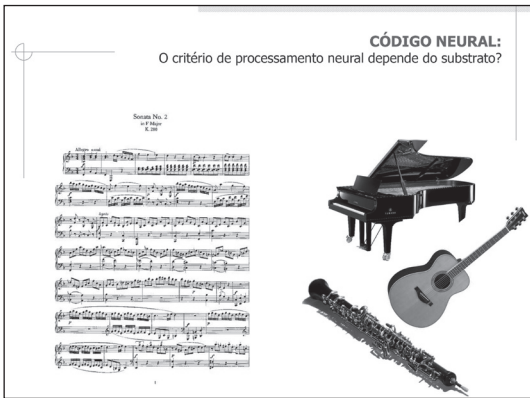 CÓDIGO NEURAL:
O critério de processamento neural depende do substrato?
Sonata No. 2
in F Major
K. 280
Allegro assai